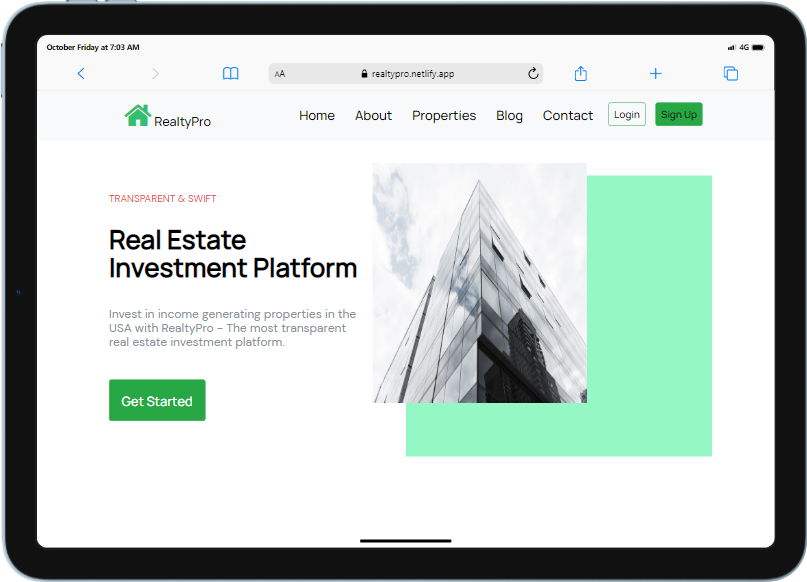 October Friday at 7:03 AM
4G
AA
realtypro.netlify.app
RealtyPro
Home
About
Properties
Blog
Contact
Login
Sign Up
TRANSPARENT & SWIFT
Real Estate
Investment Platform
Invest in income generating properties in the
USA with RealtyPro – The most transparent
real estate investment platform.
Get Started